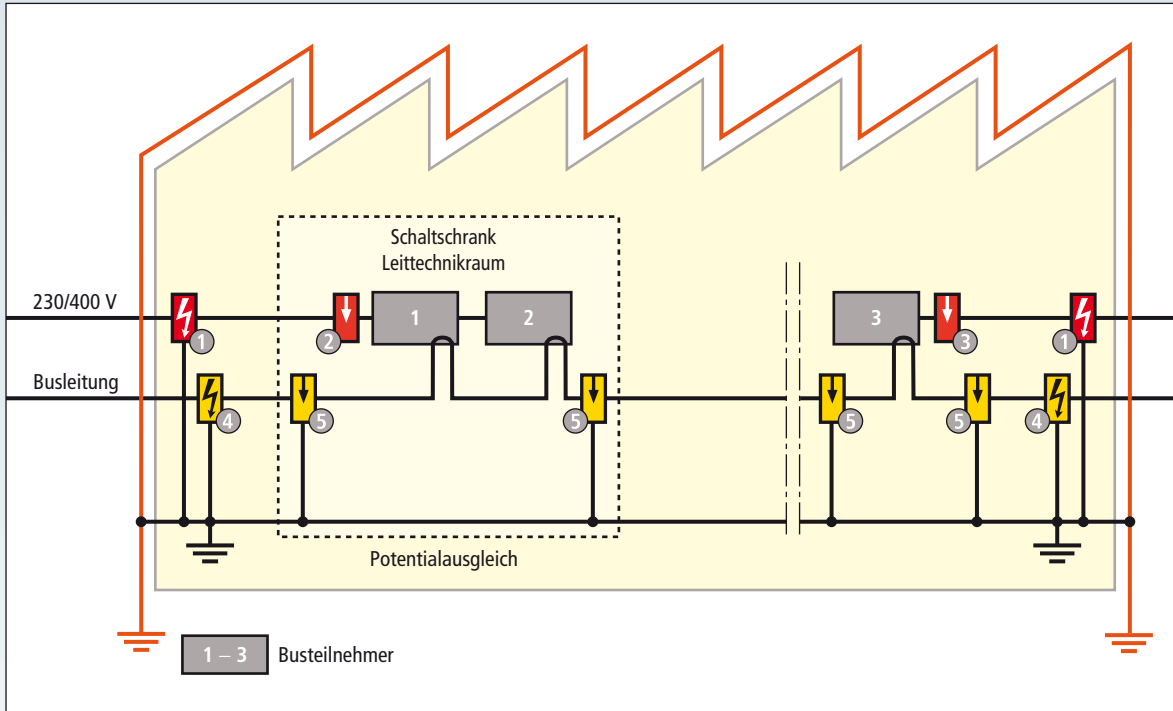 Schaltschrank
Leittechnikraum
230/400 V
1
2
1
2
3
3
1
Busleitung
4
5
5
5
5
4
Potentialausgleich
1 – 3 Busteilnehmer